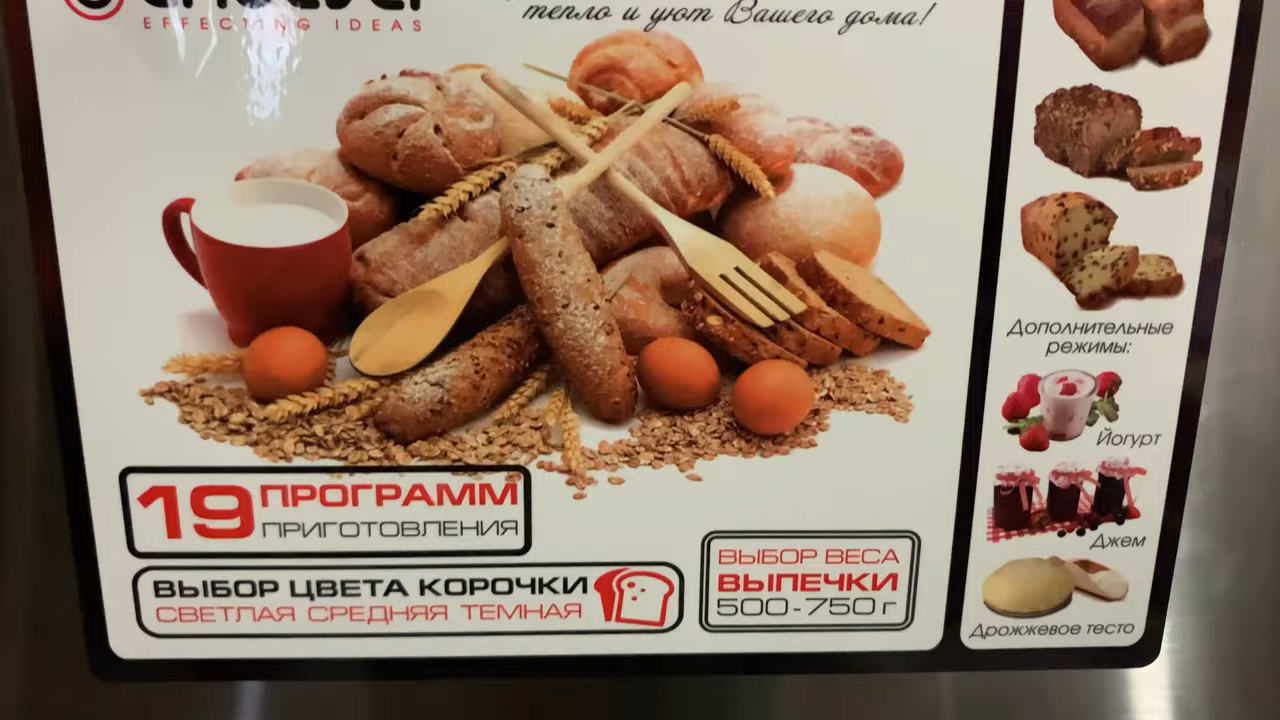 EFFECTING IDEAS
тепло и уют Вашего дома!
19 ПРОГРАММ
ПРИГОТОВЛЕНИЯ
ВЫБОР ЦВЕТА КОРОЧКИ
СВЕТЛАЯ СРЕДНЯЯ ТЕМНАЯ
ВЫБОР ВЕСА
ВЫПЕЧКИ
500-750 г
Дополнительные
режимы:
Йогурт
Джем
Дрожжевое тесто